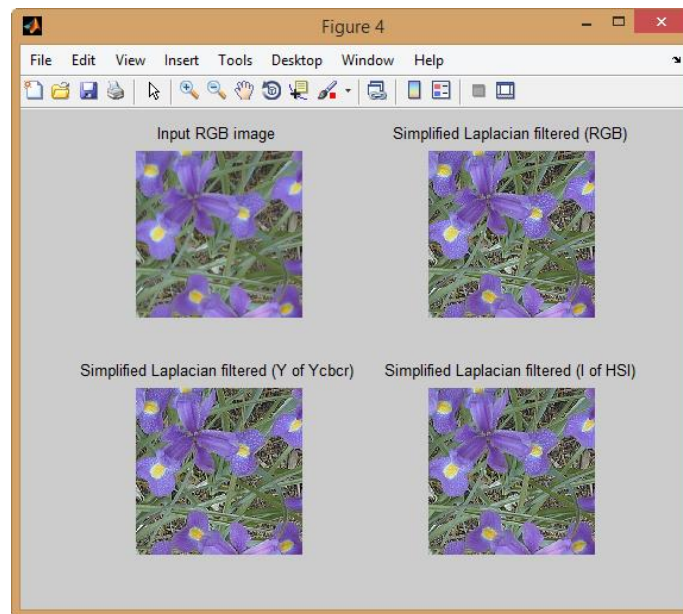 Figure 4
File Edit View Insert Tools Desktop Window Help
Input RGB image
Simplified Laplacian filtered (RGB)
Simplified Laplacian filtered (Y of Ycbcr)
Simplified Laplacian filtered (I of HSI)